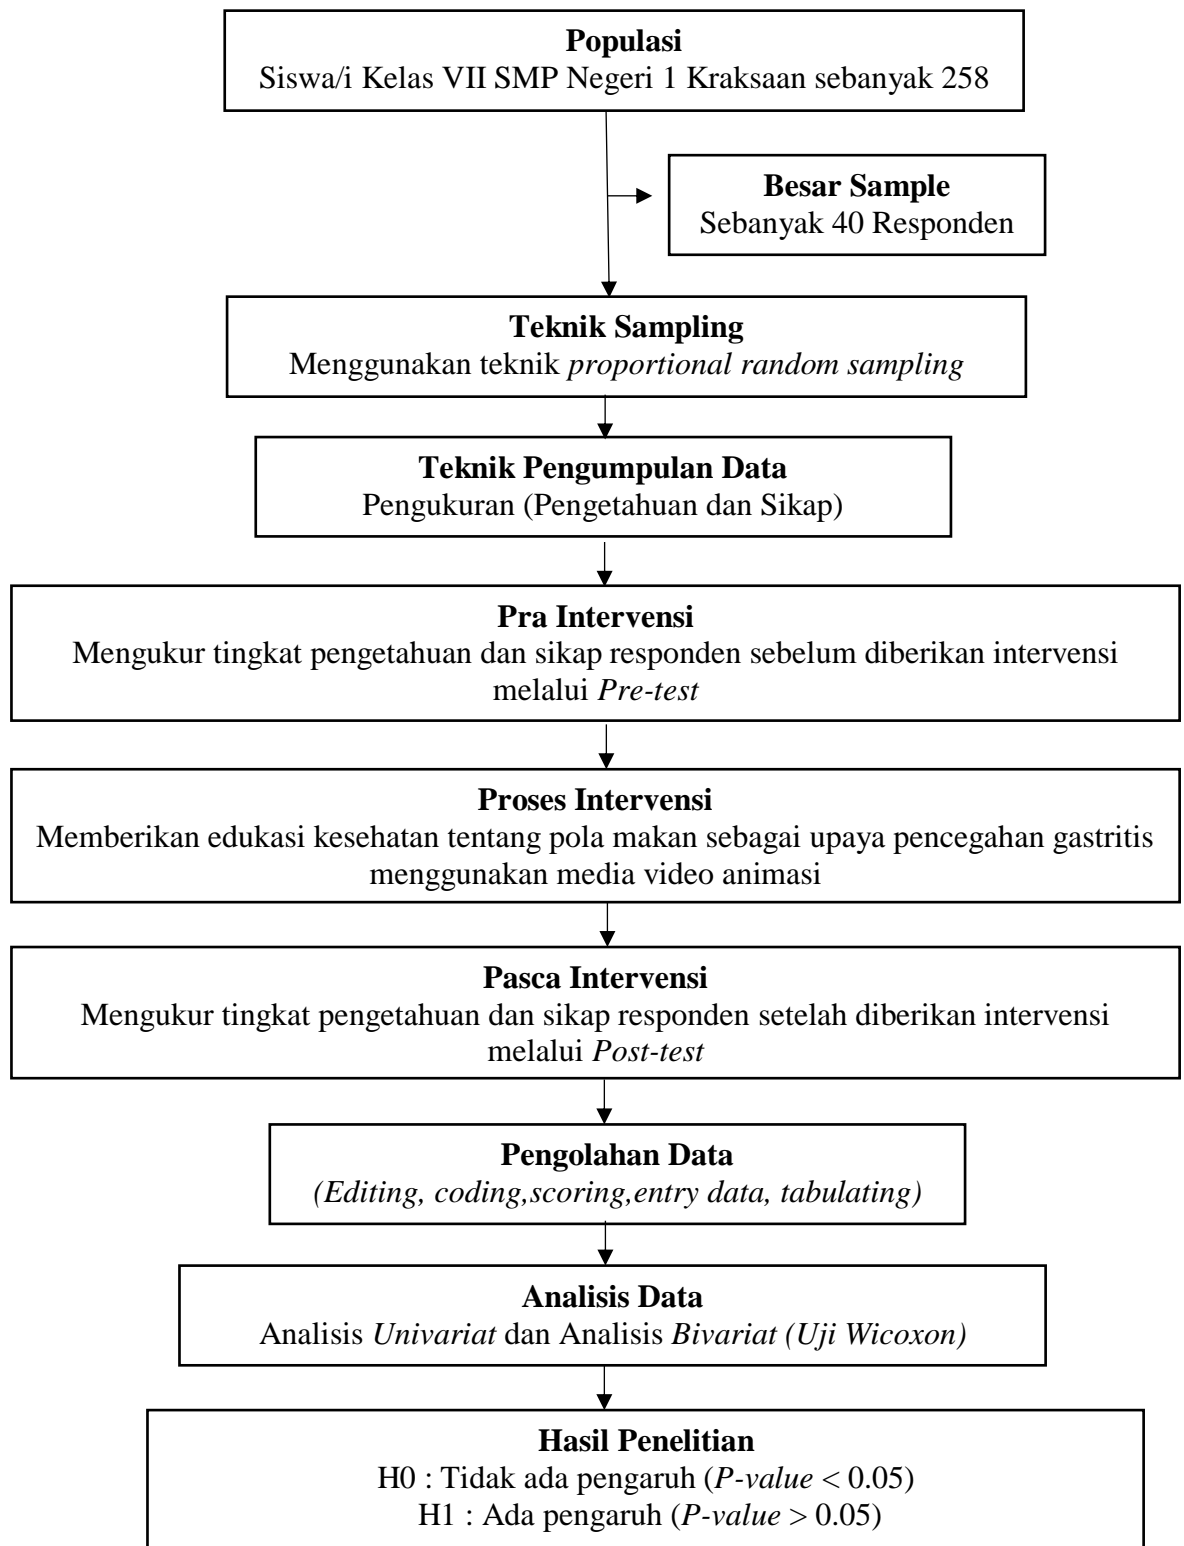 Populasi
Siswa/i Kelas VII SMP Negeri 1 Kraksaan sebanyak 258
Besar Sample
Sebanyak 40 Responden
Teknik Sampling
Menggunakan teknik proportional random sampling
Teknik Pengumpulan Data
Pengukuran (Pengetahuan dan Sikap)
Pra Intervensi
Mengukur tingkat pengetahuan dan sikap responden sebelum diberikan intervensi
melalui Pre-test
Proses Intervensi
Memberikan edukasi kesehatan tentang pola makan sebagai upaya pencegahan gastritis
menggunakan media video animasi
Pasca Intervensi
Mengukur tingkat pengetahuan dan sikap responden setelah diberikan intervensi
melalui Post-test
Pengolahan Data
(Editing, coding,scoring,entry data, tabulating)
Analisis Data
Analisis Univariat dan Analisis Bivariat (Uji Wicoxon)
Hasil Penelitian
H0 : Tidak ada pengaruh (P-value < 0.05)
H1 : Ada pengaruh (P-value > 0.05)